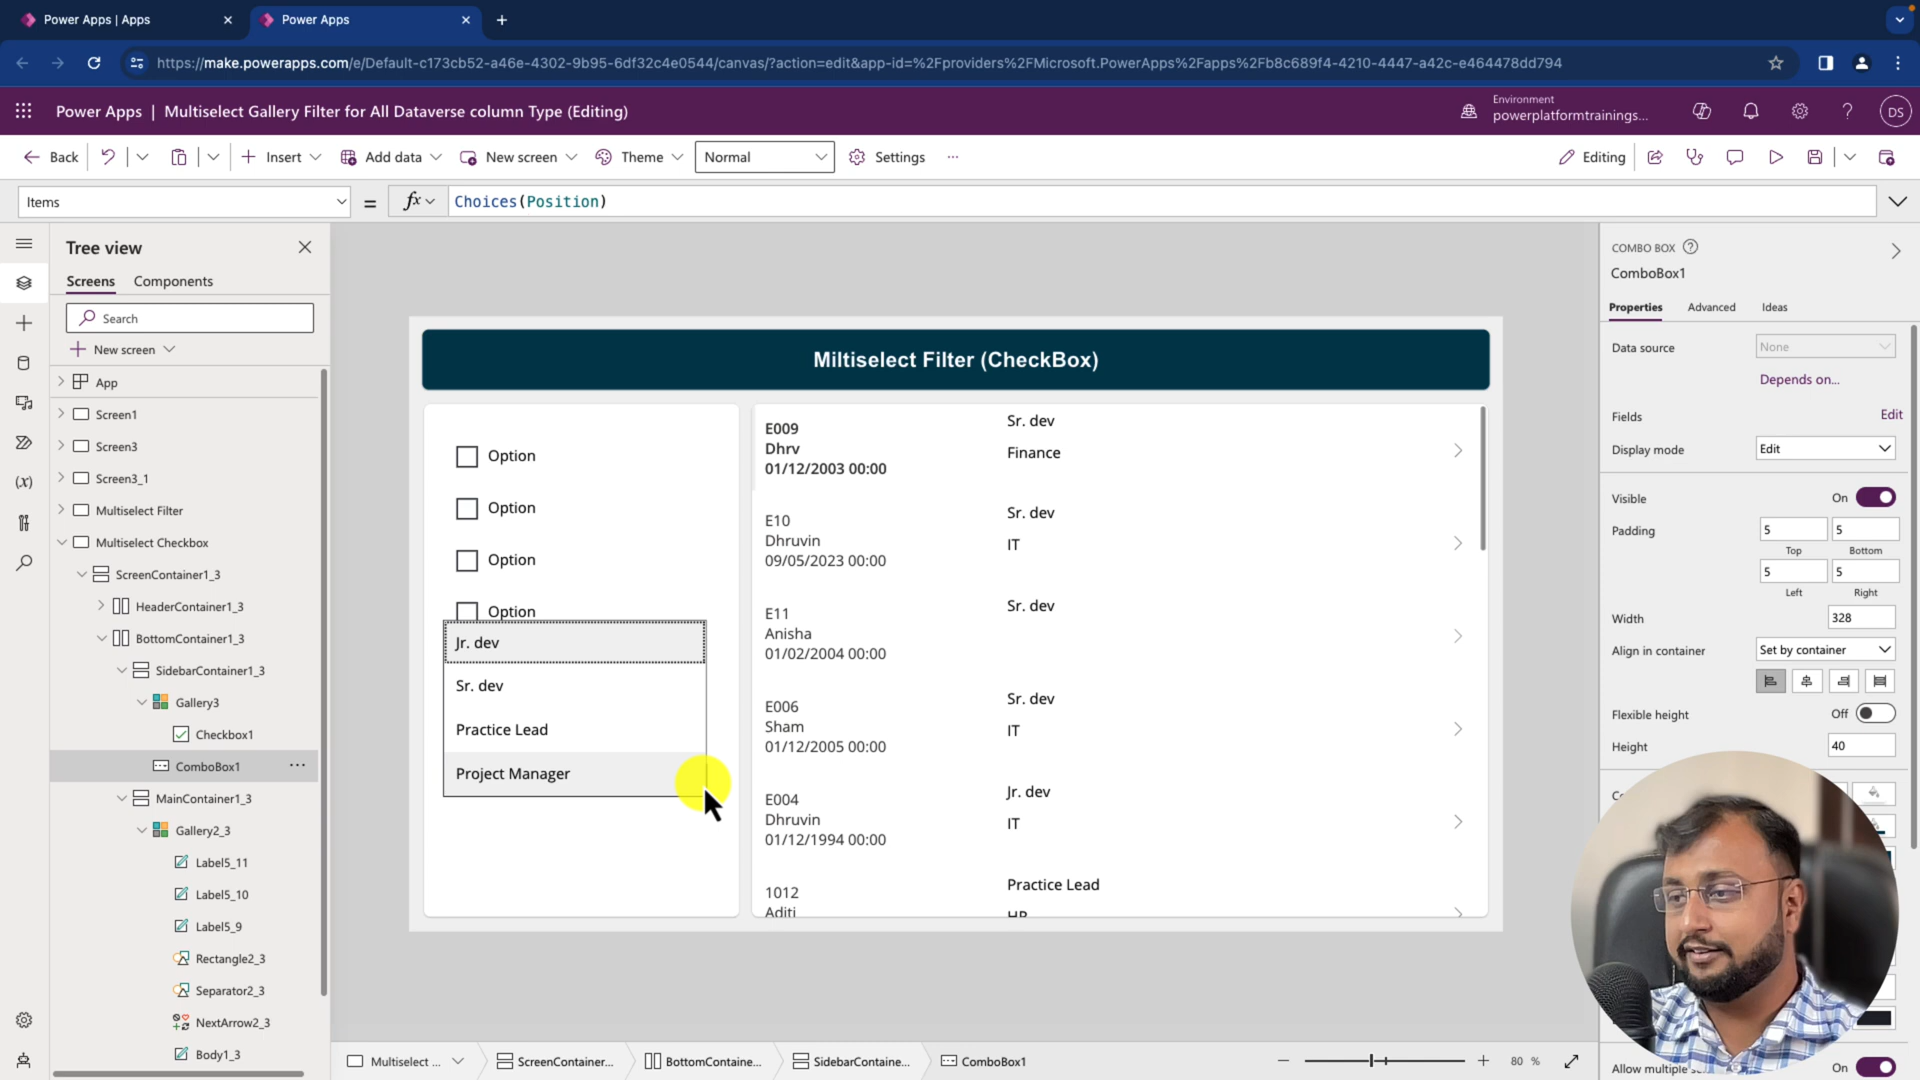 Power Apps | Apps
Power Apps
https://make.powerapps.com/e/Default-c173cb52-a46e-4302-9b95-6df32c4e0544/canvas/?action=edit&app-id=%2Fproviders%2FMicrosoft.PowerApps%2Fapps%2Fb8c689f4-4210-4447-a42c-e464478dd794
Power Apps | Multiselect Gallery Filter for All Dataverse column Type (Editing)
Environment
powerplatformtrainings...
DS
Back
Insert
Add data
New screen
Theme
Normal
Settings
Editing
Items
=
fx
Choices(Position)
Tree view
Screens
Components
Search
New screen
App
Screen1
Screen3
Screen3_1
Multiselect Filter
Multiselect Checkbox
ScreenContainer1_3
HeaderContainer1_3
BottomContainer1_3
SidebarContainer1_3
Gallery3
Checkbox1
ComboBox1
MainContainer1_3
Gallery2_3
Label5_11
Label5_10
Label5_9
Rectangle2_3
Separator2_3
NextArrow2_3
Body1_3
Miltiselect Filter (CheckBox)
Option
Option
Option
Option
Jr. dev
Sr. dev
Practice Lead
Project Manager
E009
Dhrv
01/12/2003 00:00
Sr. dev
Finance
E10
Dhruvin
09/05/2023 00:00
Sr. dev
IT
E11
Anisha
01/02/2004 00:00
Sr. dev
E006
Sham
01/12/2005 00:00
Sr. dev
IT
E004
Dhruvin
01/12/1994 00:00
Jr. dev
IT
1012
Aditi
Practice Lead
HR
COMBO BOX
ComboBox1
Properties
Advanced
Ideas
Data source
None
Depends on...
Fields
Edit
Display mode
Edit
Visible
On
Padding
5
5
Top
Bottom
5
5
Left
Right
Width
328
Align in container
Set by container
Flexible height
Off
Height
40
Allow multiple s
On
Multiselect ...
ScreenContainer...
BottomContaine...
SidebarContaine...
ComboBox1
80 %